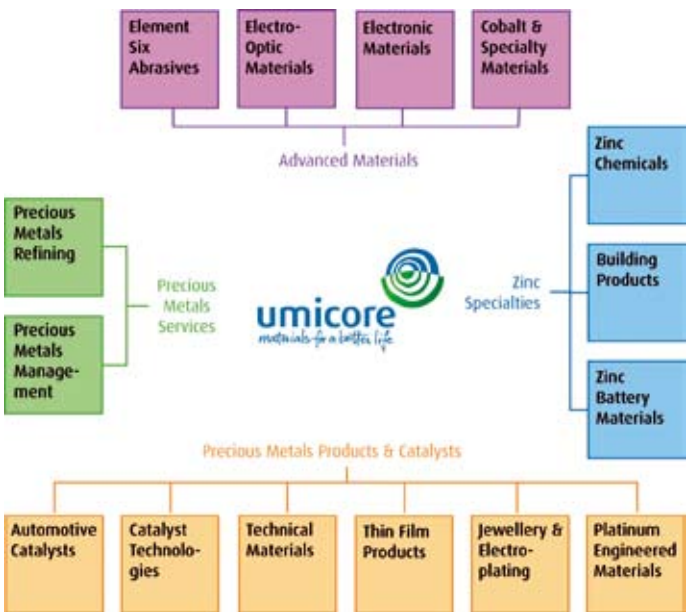 Element
Six
Abrasives
Electro-
Optic
Materials
Electronic
Materials
Cobalt &
Specialty
Materials
Advanced Materials
Zinc
Chemicals
Precious
Metals
Refining
Precious
Metals
Services
Precious
Metals
Manage-
ment
umicore
materials for a better life
Zinc
Specialties
Building
Products
Zinc
Battery
Materials
Precious Metals Products & Catalysts
Automotive
Catalysts
Catalyst
Technolo-
gies
Technical
Materials
Thin Film
Products
Jewellery &
Electro-
plating
Platinum
Engineered
Materials